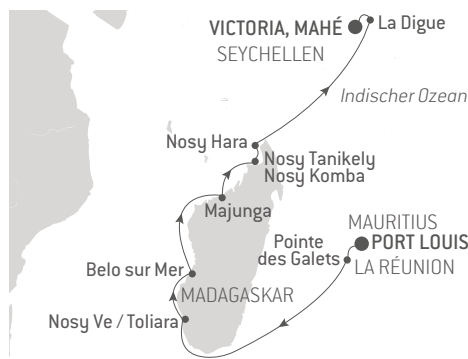 VICTORIA, MAHÉ
La Digue
SEYCHELLEN
Indischer Ozean
Nosy Hara
Nosy Tanikely
Nosy Komba
Majunga
MAURITIUS
Pointe
des Galets
PORT LOUIS
LA RÉUNION
Belo sur Mer
MADAGASKAR
Nosy Ve / Toliara